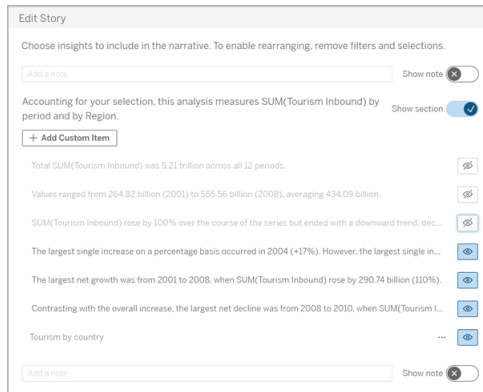 Edit Story
Choose insights to include in the narrative. To enable rearranging, remove filters and selections.
Add a note
Show note
Accounting for your selection, this analysis measures SUM(Tourism Inbound) by
period and by Region.
Show section
+ Add Custom Item
Total SUM(Tourism Inbound) was 5.21 trillion across all 12 periods.
Values ranged from 264.82 billion (2001) to 555.56 billion (2008), averaging 434.09 billion.
SUM(Tourism Inbound) rose by 100% over the course of the series but ended with a downward trend, dec...
The largest single increase on a percentage basis occurred in 2004 (+17%). However, the largest single in...
The largest net growth was from 2001 to 2008, when SUM(Tourism Inbound) rose by 290.74 billion (110%).
Contrasting with the overall increase, the largest net decline was from 2008 to 2010, when SUM(Tourism I...
Tourism by country
...
Add a note
Show note